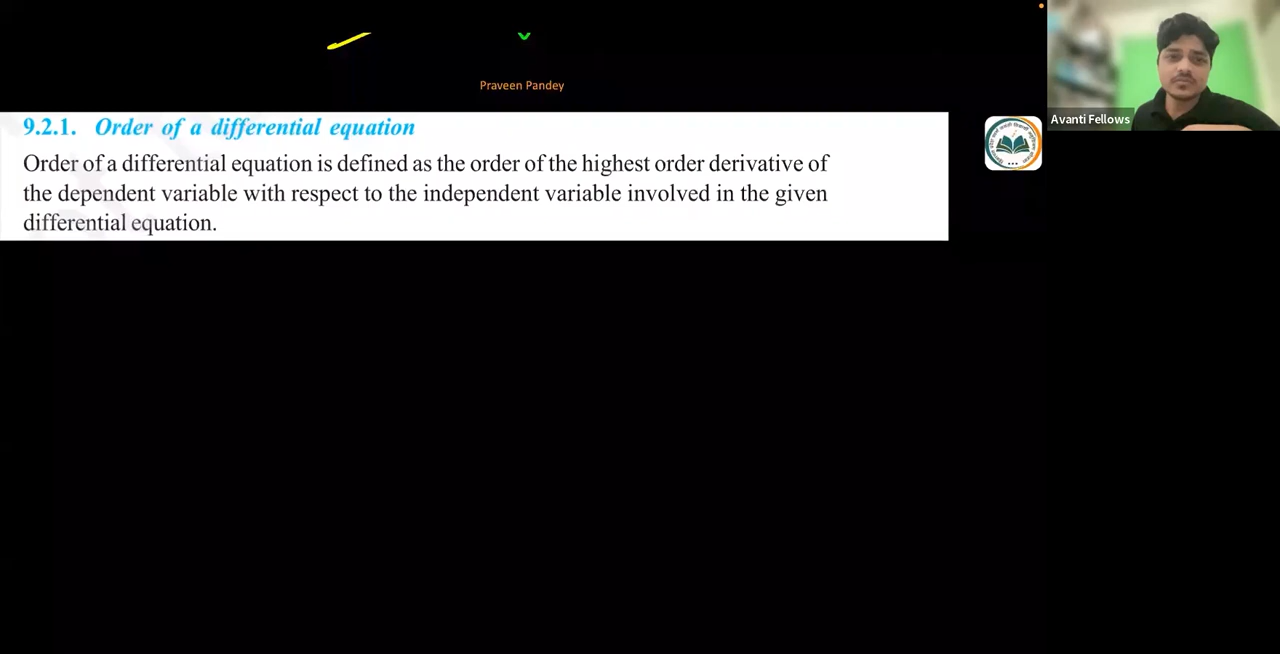 Praveen Pandey
Avanti Fellows
9.2.1. Order of a differential equation
Order of a differential equation is defined as the order of the highest order derivative of
the dependent variable with respect to the independent variable involved in the given
differential equation.